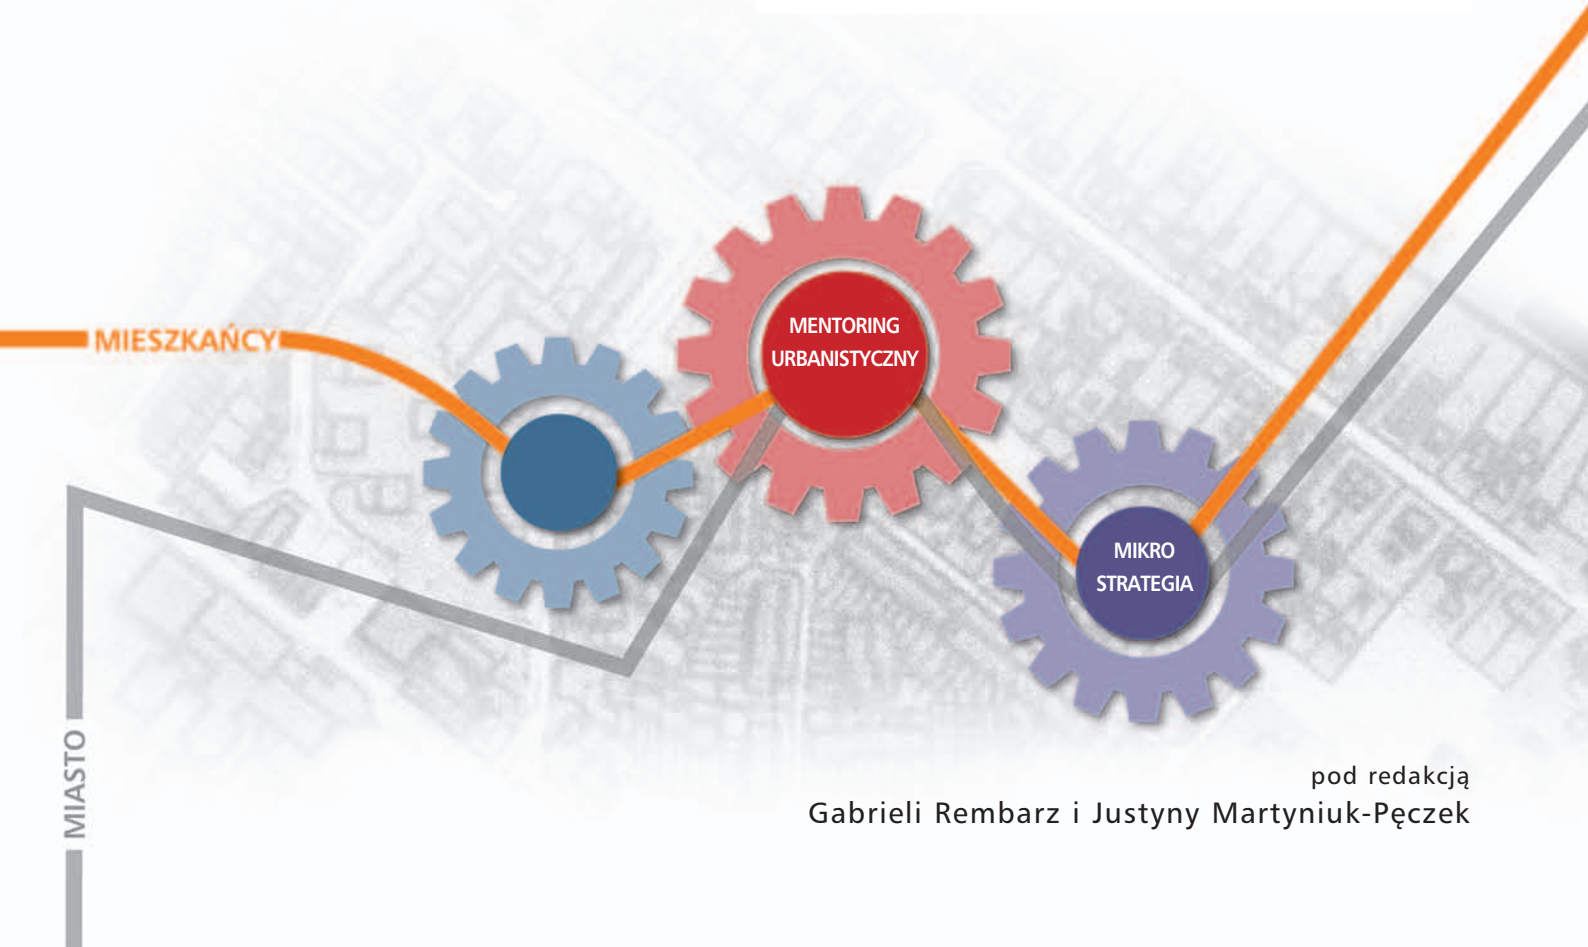 MIESZKAŃCY
MENTORING
URBANISTYCZNY
MIKRO
STRATEGIA
MIASTO
pod redakcją
Gabrieli Rembarz i Justyny Martyniuk-Pęczek